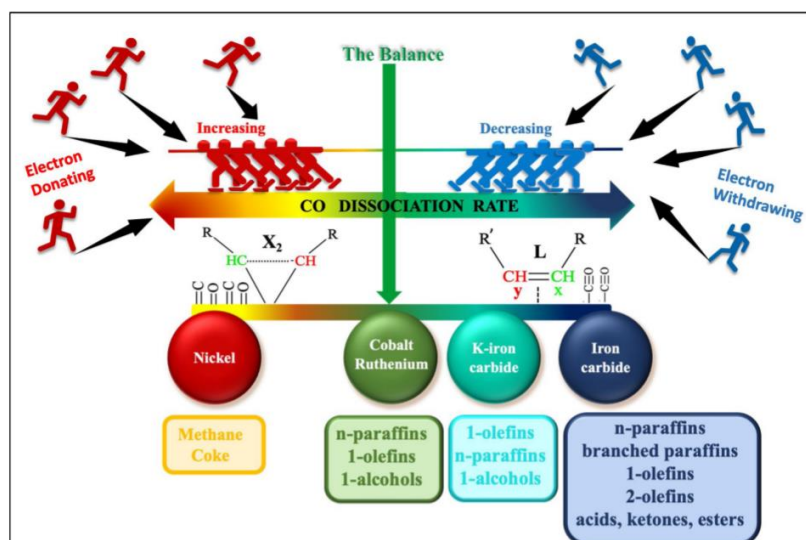 The Balance
Increasing
Decreasing
Electron
Donating
Electron
Withdrawing
CO DISSOCIATION RATE
R
X₂
R
HC
CH
R′
L
R
CH
CH
y
x
C
O
C
O
C≡O
C≡O
Nickel
Cobalt
Ruthenium
K-iron
carbide
Iron
carbide
Methane
Coke
n-paraffins
1-olefins
1-alcohols
1-olefins
n-paraffins
1-alcohols
n-paraffins
branched paraffins
1-olefins
2-olefins
acids, ketones, esters